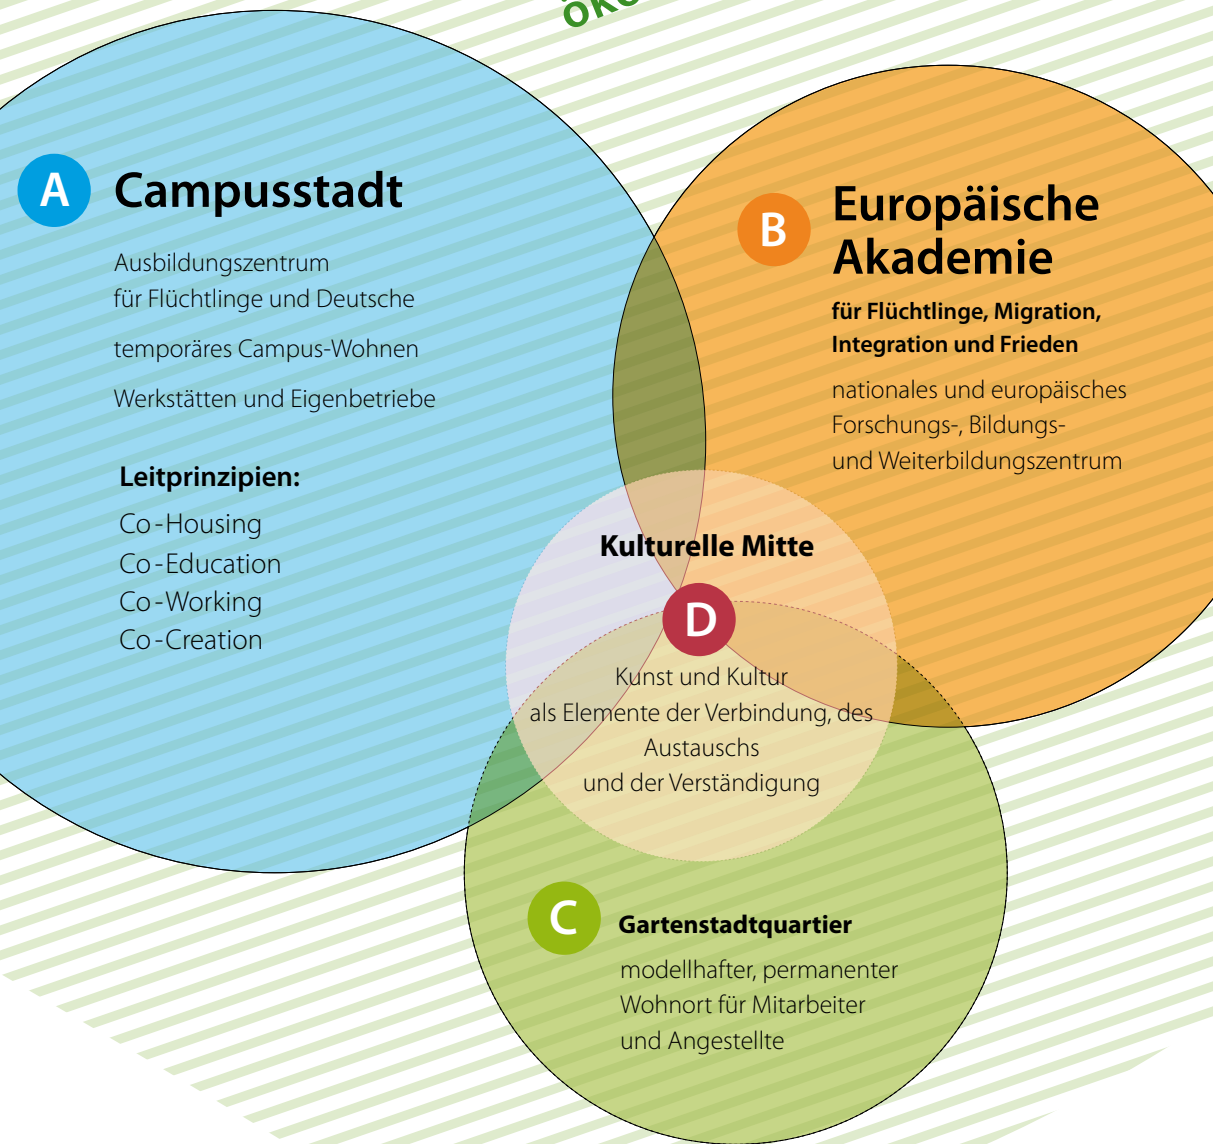 A
Campusstadt
Ausbildungszentrum
für Flüchtlinge und Deutsche
temporäres Campus-Wohnen
Werkstätten und Eigenbetriebe
Leitprinzipien:
Co-Housing
Co-Education
Co-Working
Co-Creation
B
Europäische
Akademie
für Flüchtlinge, Migration,
Integration und Frieden
nationales und europäisches
Forschungs-, Bildungs-
und Weiterbildungszentrum
Kulturelle Mitte
D
Kunst und Kultur
als Elemente der Verbindung, des
Austauschs
und der Verständigung
C
Gartenstadtquartier
modellhafter, permanenter
Wohnort für Mitarbeiter
und Angestellte